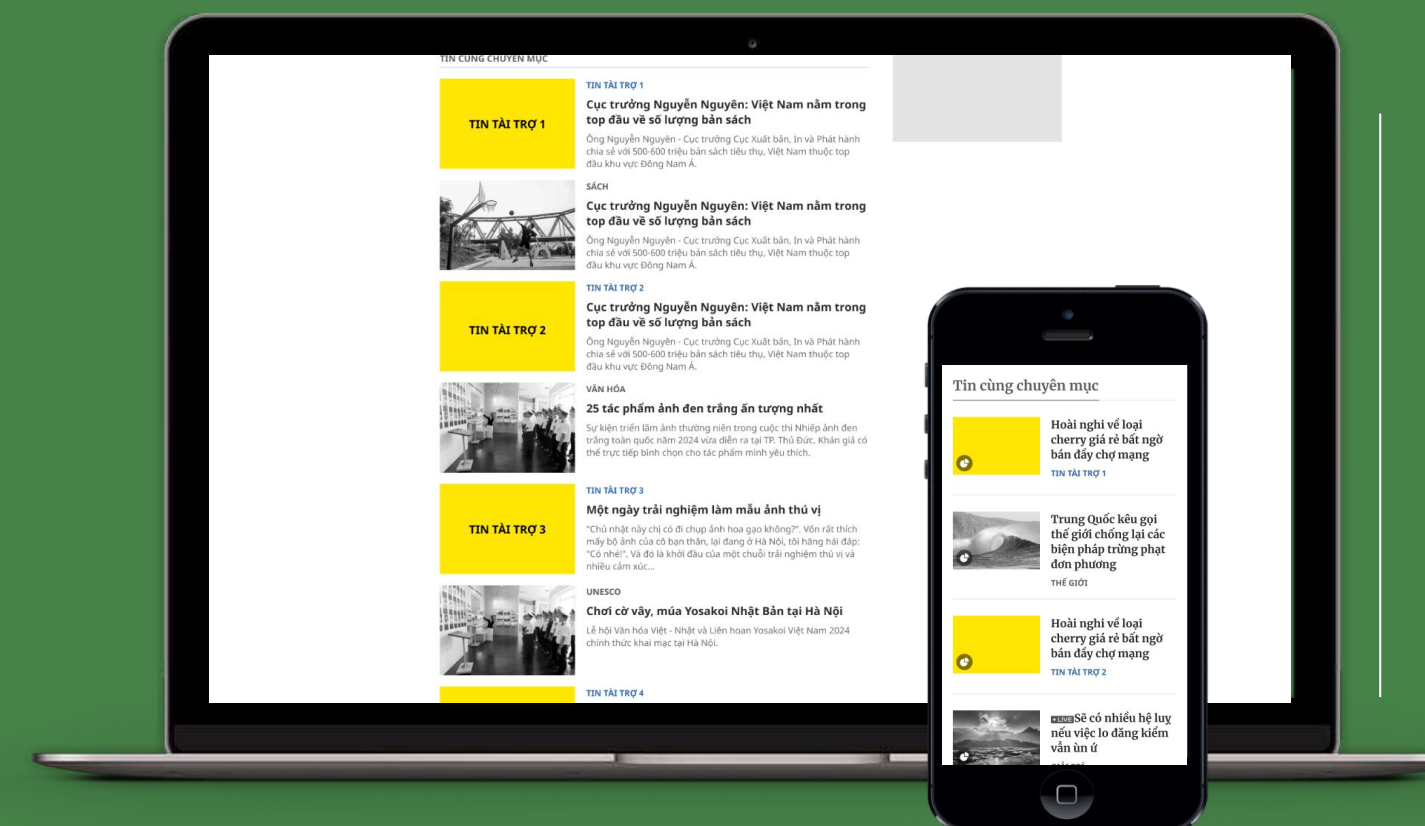 TIN CÙNG CHUYÊN MỤC
TIN TÀI TRỢ 1
TIN TÀI TRỢ 1
Cục trưởng Nguyễn Nguyên: Việt Nam nằm trong
top đầu về số lượng bản sách
Ông Nguyễn Nguyên - Cục trưởng Cục Xuất bản, In và Phát hành
chia sẻ với 500-600 triệu bản sách tiêu thụ, Việt Nam thuộc top
đầu khu vực Đông Nam Á.
SÁCH
Cục trưởng Nguyễn Nguyên: Việt Nam nằm trong
top đầu về số lượng bản sách
Ông Nguyễn Nguyên - Cục trưởng Cục Xuất bản, In và Phát hành
chia sẻ với 500-600 triệu bản sách tiêu thụ, Việt Nam thuộc top
đầu khu vực Đông Nam Á.
TIN TÀI TRỢ 2
TIN TÀI TRỢ 2
Cục trưởng Nguyễn Nguyên: Việt Nam nằm trong
top đầu về số lượng bản sách
Ông Nguyễn Nguyên - Cục trưởng Cục Xuất bản, In và Phát hành
chia sẻ với 500-600 triệu bản sách tiêu thụ, Việt Nam thuộc top
đầu khu vực Đông Nam Á.
VĂN HÓA
25 tác phẩm ảnh đen trắng ấn tượng nhất
Sự kiện triển lãm ảnh thường niên trong cuộc thi Nhiếp ảnh đen
trắng toàn quốc năm 2024 vừa diễn ra tại TP. Thủ Đức. Khán giả có
thể trực tiếp bình chọn cho tác phẩm mình yêu thích.
TIN TÀI TRỢ 3
TIN TÀI TRỢ 3
Một ngày trải nghiệm làm mẫu ảnh thú vị
"Chủ nhật này chị có đi chụp ảnh hoa gạo không?". Vốn rất thích
mấy bộ ảnh của cô bạn thân, lại đang ở Hà Nội, tôi hăng hái đáp:
"Có nhé!". Và đó là khởi đầu của một chuỗi trải nghiệm thú vị và
nhiều cảm xúc...
UNESCO
Chơi cờ vây, múa Yosakoi Nhật Bản tại Hà Nội
Lễ hội Văn hóa Việt - Nhật và Liên hoan Yosakoi Việt Nam 2024
chính thức khai mạc tại Hà Nội.
TIN TÀI TRỢ 4
Tin cùng chuyên mục
Hoài nghi về loại
cherry giá rẻ bất ngờ
bán đầy chợ mạng
TIN TÀI TRỢ 1
Trung Quốc kêu gọi
thế giới chống lại các
biện pháp trừng phạt
đơn phương
THẾ GIỚI
Hoài nghi về loại
cherry giá rẻ bất ngờ
bán đầy chợ mạng
TIN TÀI TRỢ 2
• LIVE Sẽ có nhiều hệ luỵ
nếu việc lo đăng kiểm
vẫn ùn ứ